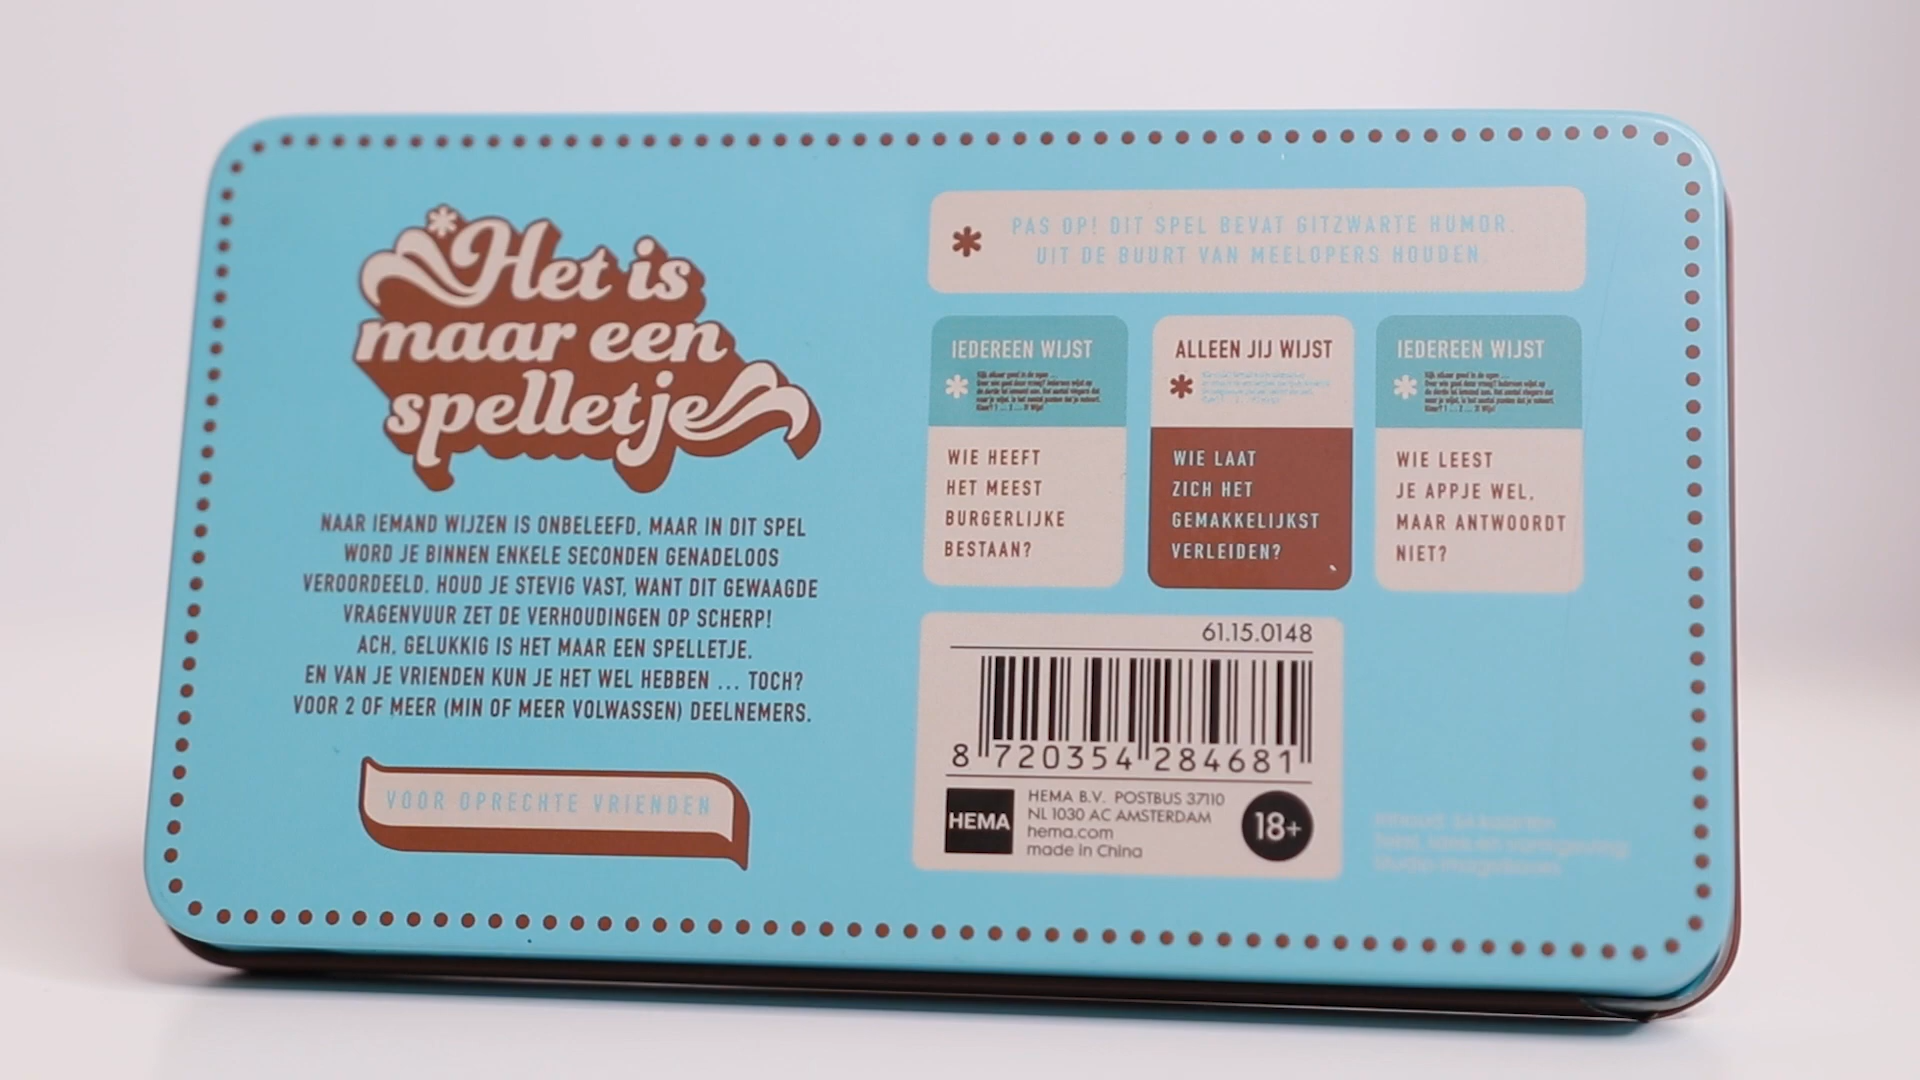 Het is
maar een
spelletje
NAAR IEMAND WIJZEN IS ONBELEEFD, MAAR IN DIT SPEL
WORD JE BINNEN ENKELE SECONDEN GENADELOOS
VEROORDEELD. HOUD JE STEVIG VAST, WANT DIT GEWAAGDE
VRAGENVUUR ZET DE VERHOUDINGEN OP SCHERP!
ACH, GELUKKIG IS HET MAAR EEN SPELLETJE.
EN VAN JE VRIENDEN KUN JE HET WEL HEBBEN ... TOCH?
VOOR 2 OF MEER (MIN OF MEER VOLWASSEN) DEELNEMERS.
VOOR OPRECHTE VRIENDEN
* PAS OP! DIT SPEL BEVAT GITZWARTE HUMOR.
UIT DE BUURT VAN MEELOPERS HOUDEN.
IEDEREEN WIJST
WIE HEEFT
HET MEEST
BURGERLIJKE
BESTAAN?
ALLEEN JIJ WIJST
WIE LAAT
ZICH HET
GEMAKKELIJKST
VERLEIDEN?
IEDEREEN WIJST
WIE LEEST
JE APPJE WEL,
MAAR ANTWOORDT
NIET?
61.15.0148
8 720354 284681
HEMA
HEMA B.V. POSTBUS 37110
NL 1030 AC AMSTERDAM
hema.com
made in China
18+